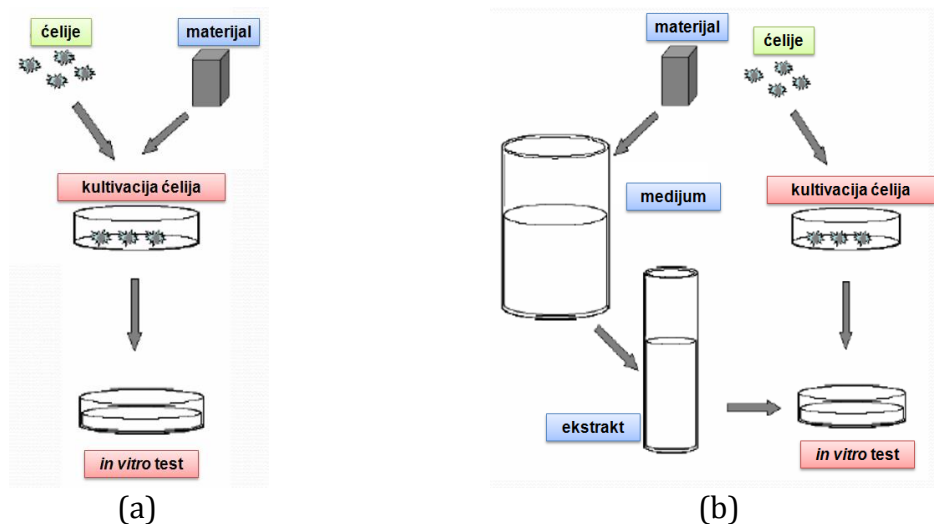 ćelije
materijal
kultivacija ćelija
in vitro test
(a)
materijal
ćelije
medijum
kultivacija ćelija
ekstrakt
in vitro test
(b)